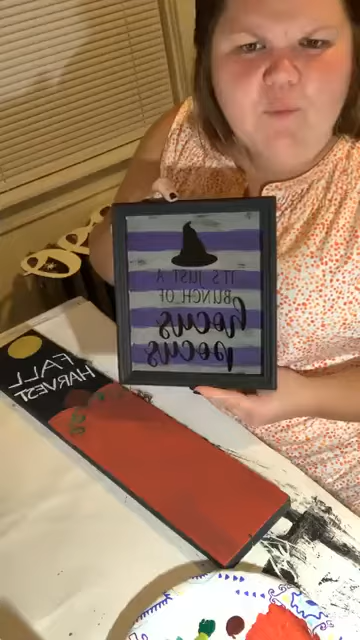 IT'S JUST A
BUNCH OF
hocus
pocus
FALL
HARVEST